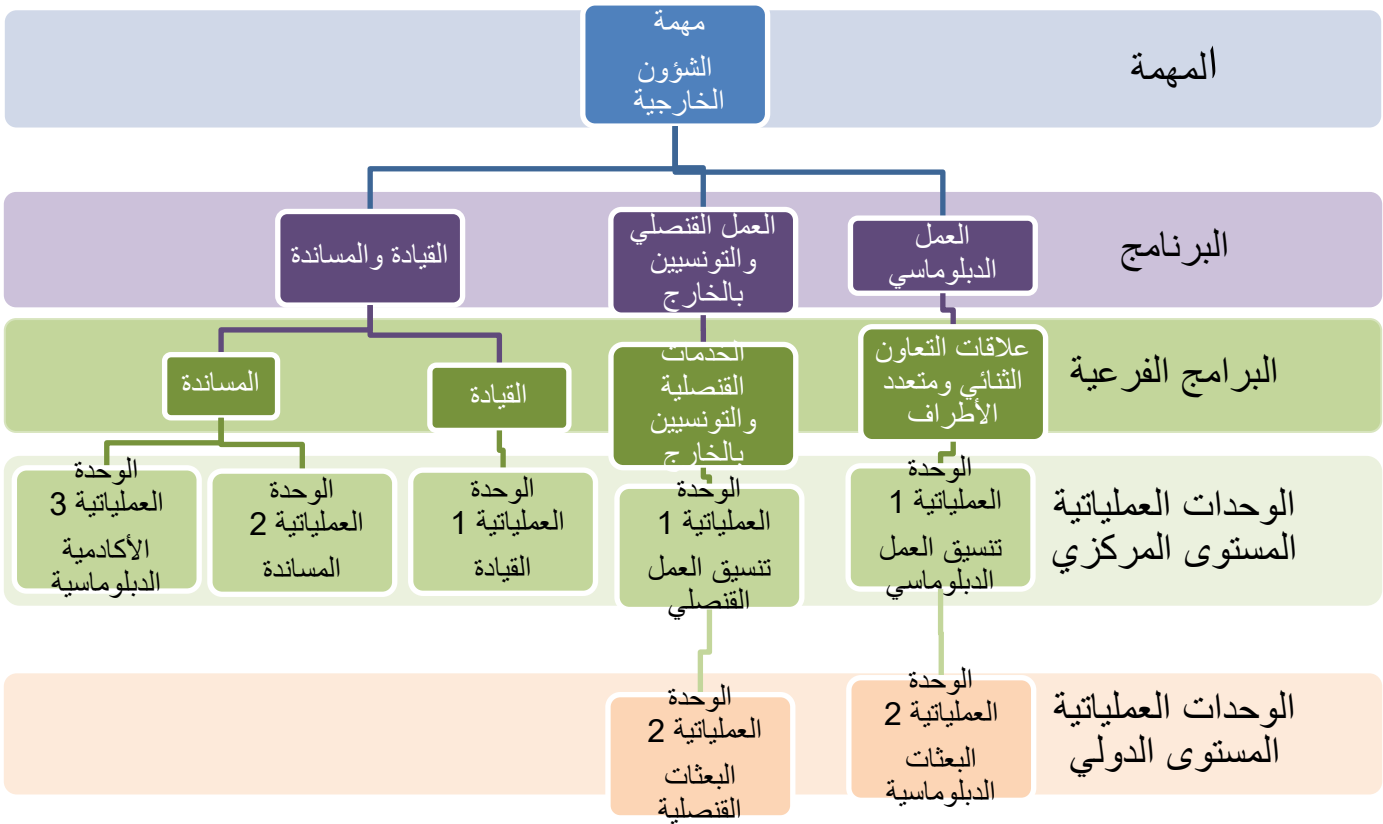 المهمة
مهمة
الشؤون
الخارجية
البرنامج
العمل
الدبلوماسي
العمل القنصلي
والتونسيين
بالخارج
القيادة والمساندة
البرامج الفرعية
علاقات التعاون
الثنائي ومتعدد
الأطراف
الخدمات
القنصلية
والتونسيين
بالخارج
القيادة
المساندة
الوحدات العملياتية
المستوى المركزي
الوحدة
العملياتية 1
تنسيق العمل
الدبلوماسي
الوحدة
العملياتية 1
تنسيق العمل
القنصلي
الوحدة
العملياتية 1
القيادة
الوحدة
العملياتية 2
المساندة
الوحدة
العملياتية 3
الأكادمية
الدبلوماسية
الوحدات العملياتية
المستوى الدولي
الوحدة
العملياتية 2
البعثات
الدبلوماسية
الوحدة
العملياتية 2
البعثات
القنصلية